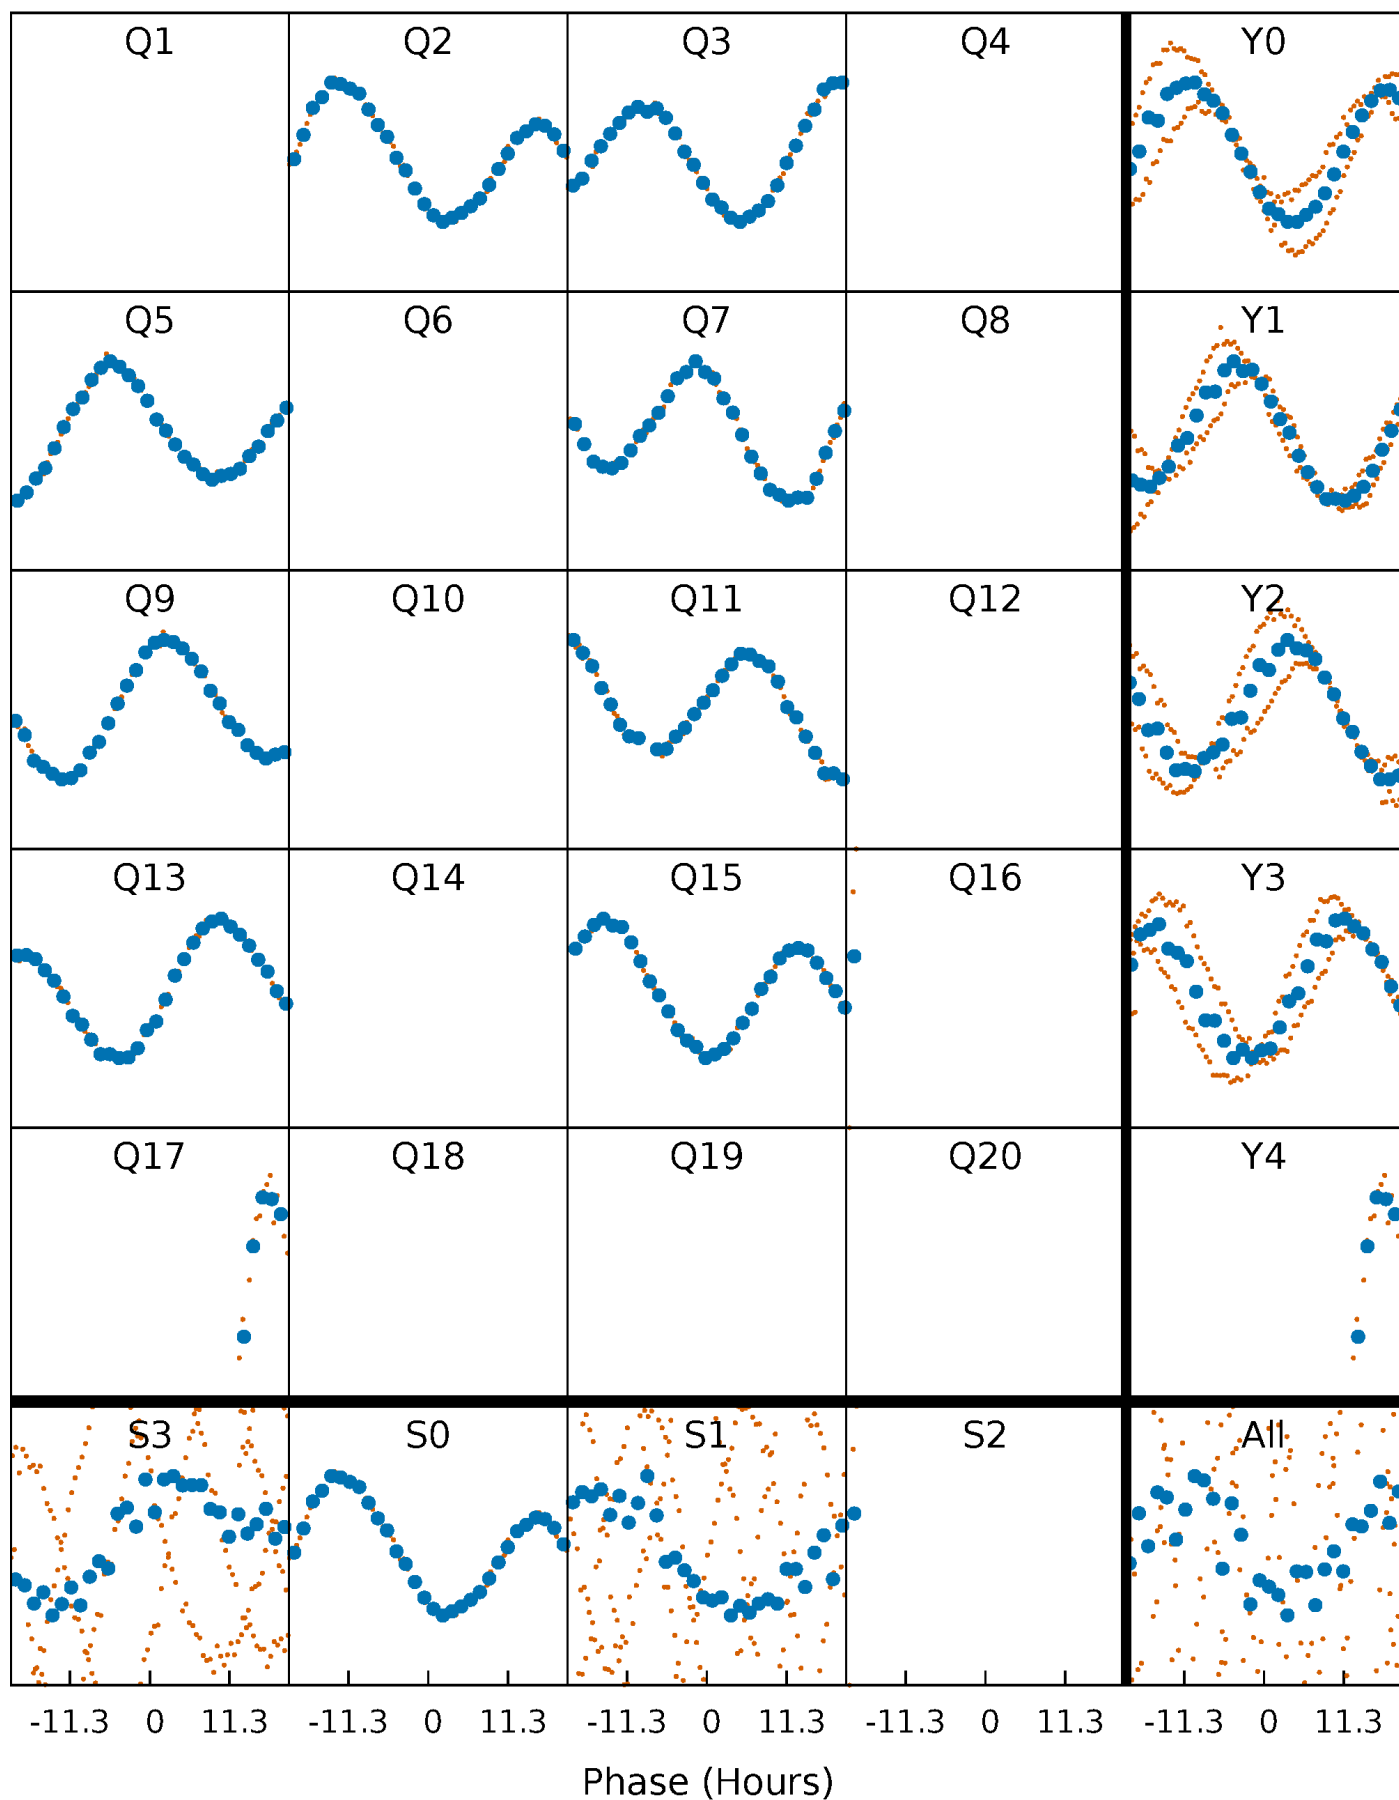 Q1 Q2 Q3 Q4 Y0
Q5 Q6 Q7 Q8 Y1
Q9 Q10 Q11 Q12 Y2
Q13 Q14 Q15 Q16 Y3
Q17 Q18 Q19 Q20 Y4
S3 S0 S1 S2 All
-11.3 0 11.3 -11.3 0 11.3 -11.3 0 11.3 -11.3 0 11.3 -11.3 0 11.3
Phase (Hours)